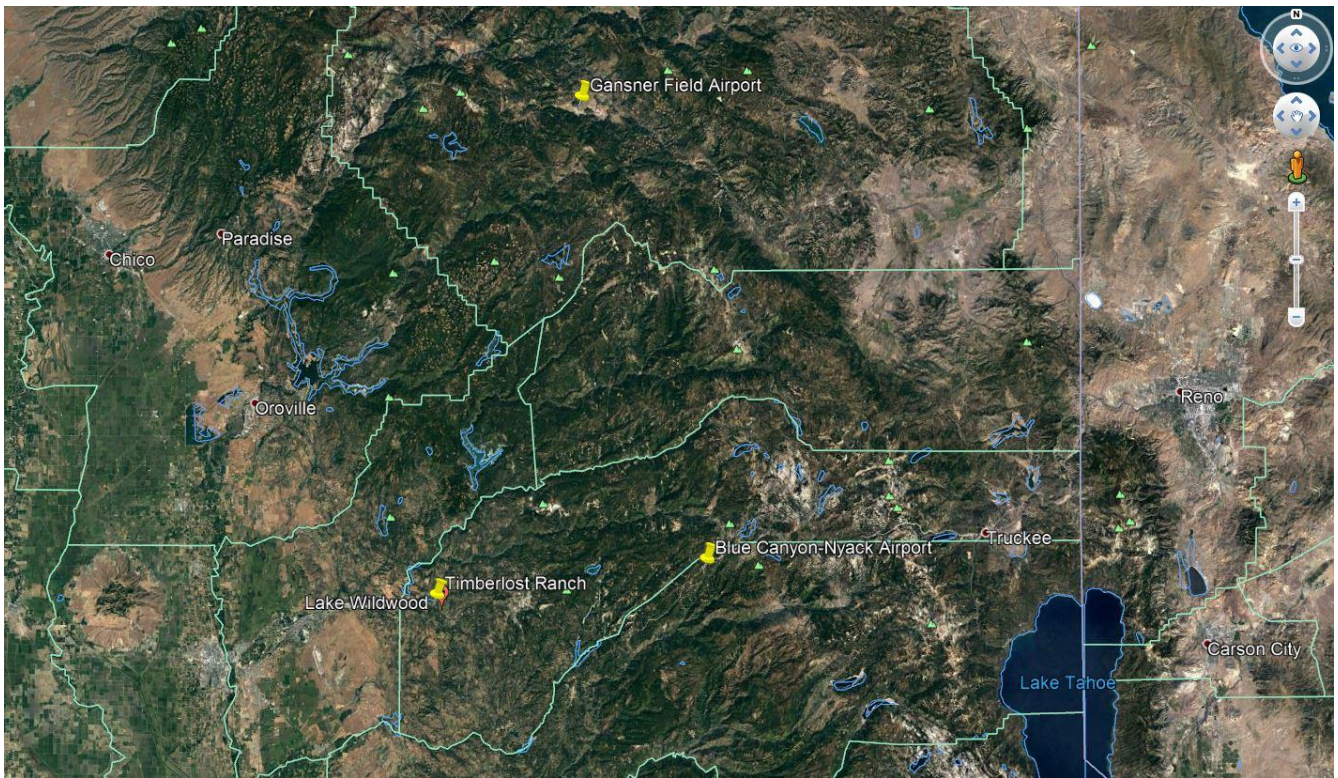 N
Gansner Field Airport
Paradise
Chico
Oroville
Reno
Blue Canyon-Nyack Airport
Truckee
Timberlost Ranch
Lake Wildwood
Carson City
Lake Tahoe